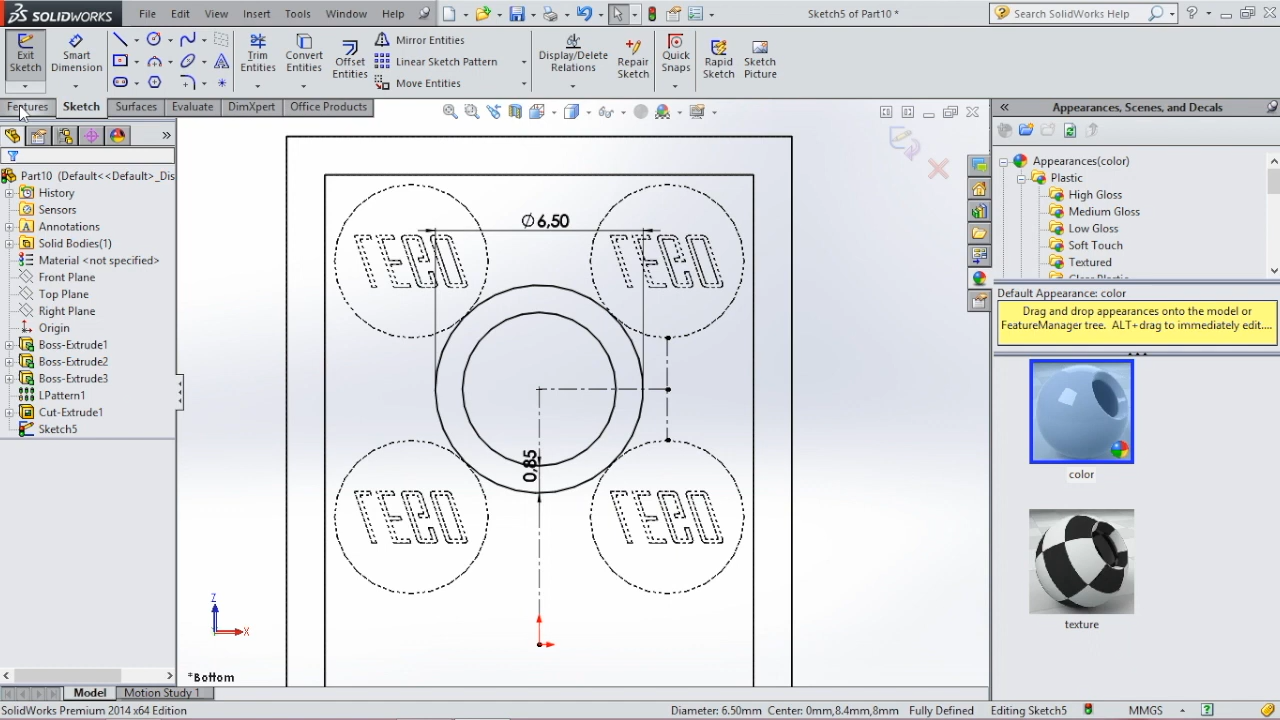 SOLIDWORKS
File Edit View Insert Tools Window Help
Sketch5 of Part10 *
Search SolidWorks Help
Exit Sketch
Smart Dimension
Trim Entities
Convert Entities
Offset Entities
Mirror Entities
Linear Sketch Pattern
Move Entities
Display/Delete Relations
Repair Sketch
Quick Snaps
Rapid Sketch
Sketch Picture
Features Sketch Surfaces Evaluate DimXpert Office Products
Appearances, Scenes, and Decals
Part10 (Default<<Default>_Dis
History
Sensors
Annotations
Solid Bodies(1)
Material <not specified>
Front Plane
Top Plane
Right Plane
Origin
Boss-Extrude1
Boss-Extrude2
Boss-Extrude3
LPattern1
Cut-Extrude1
Sketch5
Ø6,50
0,85
Z
X
*Bottom
Appearances(color)
Plastic
High Gloss
Medium Gloss
Low Gloss
Soft Touch
Textured
Default Appearance: color
Drag and drop appearances onto the model or
FeatureManager tree. ALT+drag to immediately edit....
color
texture
Model Motion Study 1
SolidWorks Premium 2014 x64 Edition
Diameter: 6.50mm Center: 0mm,8.4mm,8mm Fully Defined Editing Sketch5 MMGS